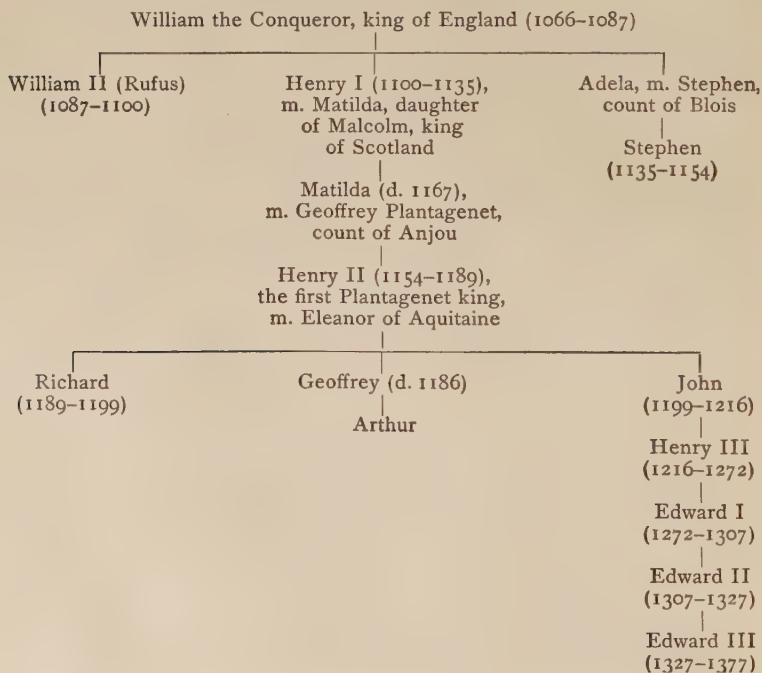 William the Conqueror, king of England (1066–1087)
William II (Rufus)
(1087–1100)
Henry I (1100–1135),
m. Matilda, daughter
of Malcolm, king
of Scotland
Adela, m. Stephen,
count of Blois
Stephen
(1135–1154)
Matilda (d. 1167),
m. Geoffrey Plantagenet,
count of Anjou
Henry II (1154–1189),
the first Plantagenet king,
m. Eleanor of Aquitaine
Richard
(1189–1199)
Geoffrey (d. 1186)
Arthur
John
(1199–1216)
Henry III
(1216–1272)
Edward I
(1272–1307)
Edward II
(1307–1327)
Edward III
(1327–1377)